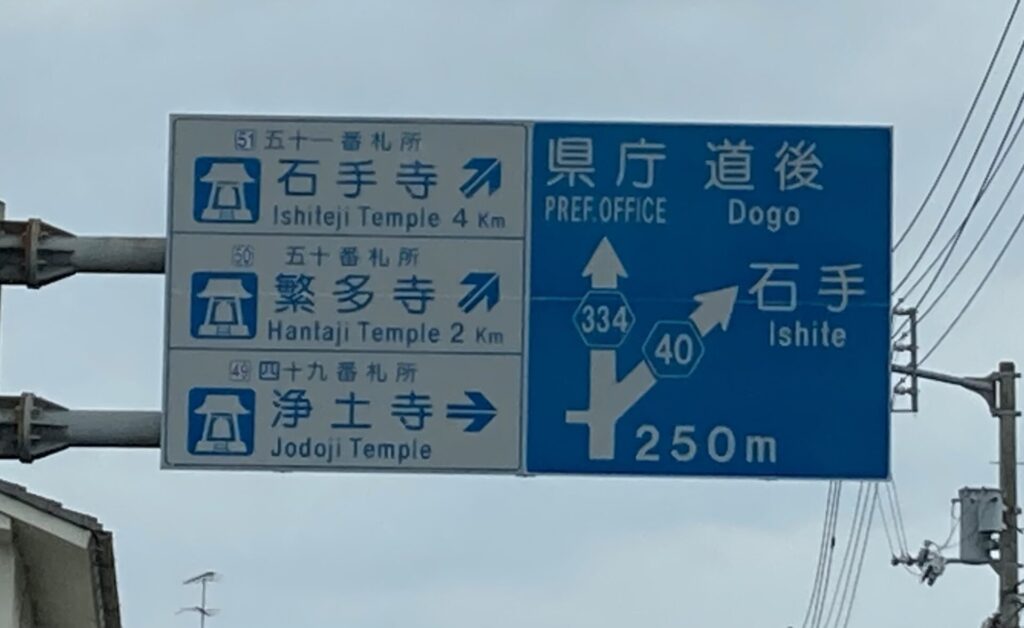 51 五十一番札所
石手寺
Ishiteji Temple 4 Km
50 五十番札所
繁多寺
Hantaji Temple 2 Km
49 四十九番札所
浄土寺
Jodoji Temple
県庁 道後
PREF.OFFICE Dogo
石手
Ishite
334
40
250m